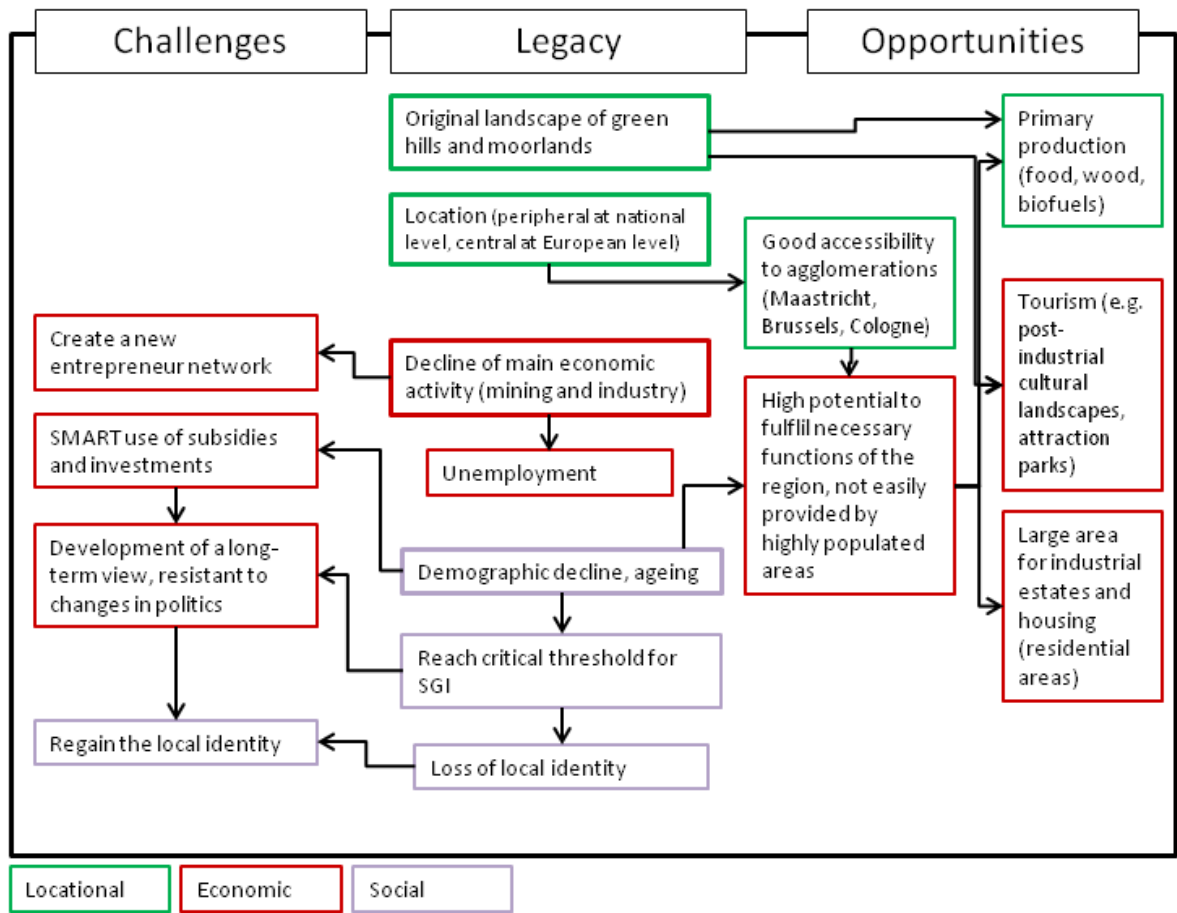 Challenges
Legacy
Opportunities
Original landscape of green
hills and moorlands
Primary
production
(food, wood,
biofuels)
Location (peripheral at national
level, central at European level)
Good accessibility
to agglomerations
(Maastricht,
Brussels, Cologne)
Tourism (e.g.
post-
industrial
cultural
landscapes,
attraction
parks)
Create a new
entrepreneur network
Decline of main economic
activity (mining and industry)
High potential to
fulflil necessary
functions of the
region, not easily
provided by
highly populated
areas
SMART use of subsidies
and investments
Unemployment
Large area
for industrial
estates and
housing
(residential
areas)
Development of a long-
term view, resistant to
changes in politics
Demographic decline, ageing
Reach critical threshold for
SGI
Regain the local identity
Loss of local identity
Locational
Economic
Social